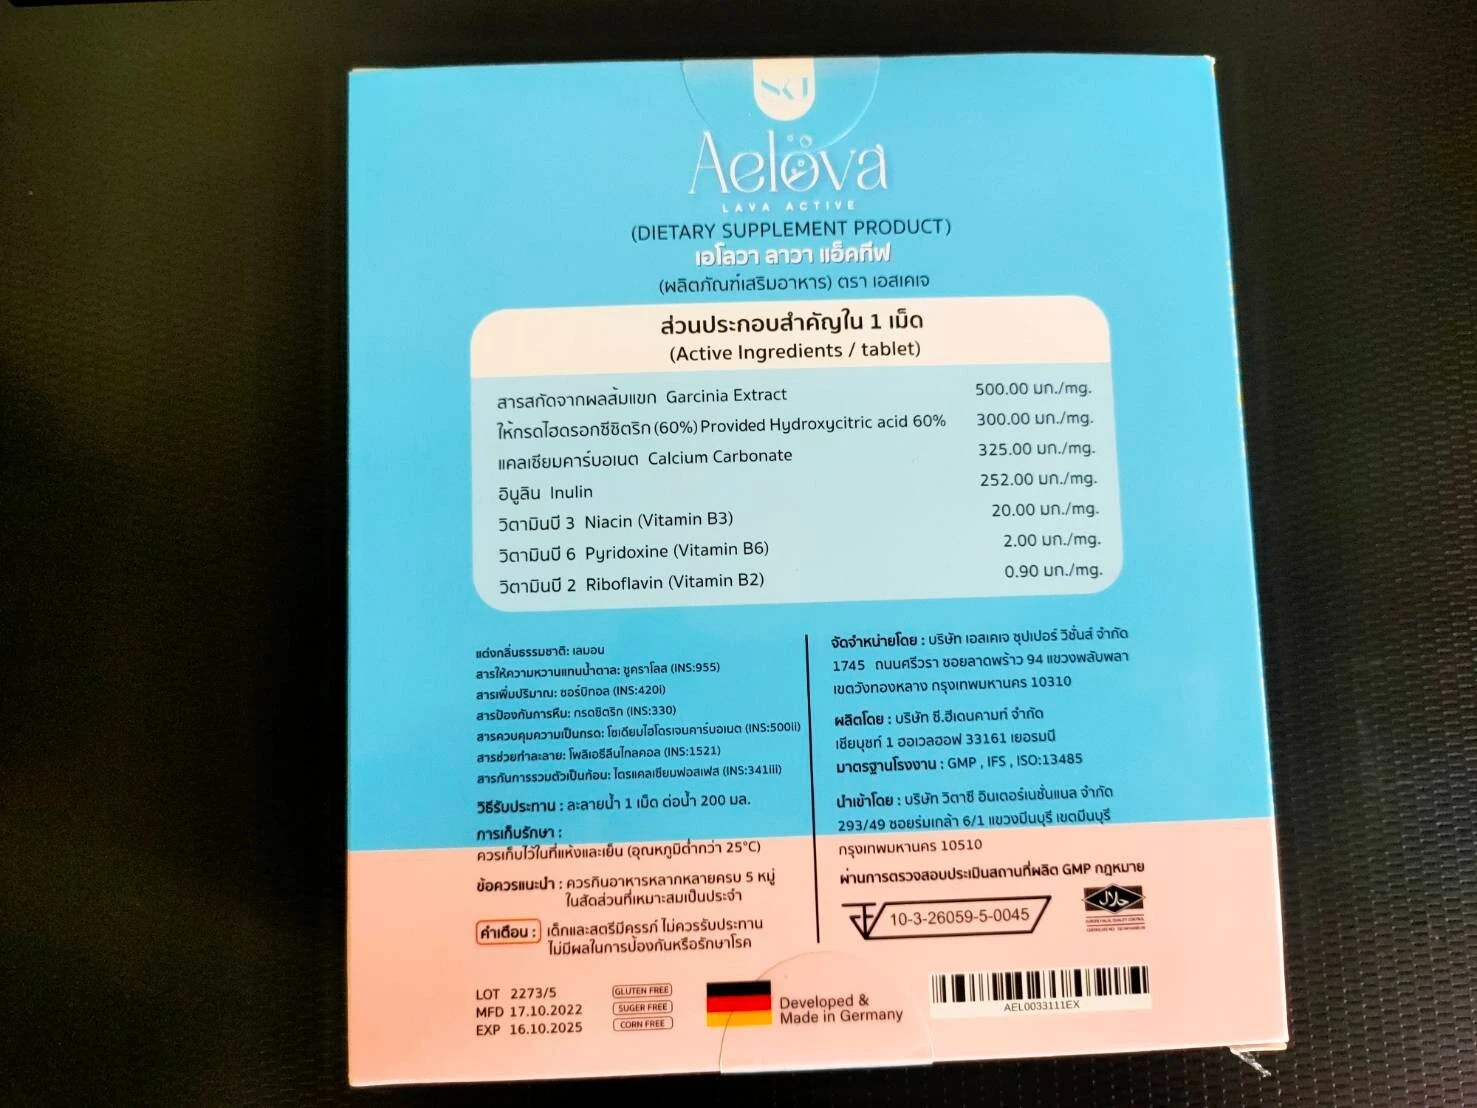 SKJ
Aelova
LAVA ACTIVE
(DIETARY SUPPLEMENT PRODUCT)
เอโลวา ลาวา แอ็คทีฟ
(ผลิตภัณฑ์เสริมอาหาร) ตรา เอสเคเจ
ส่วนประกอบสำคัญใน 1 เม็ด
(Active Ingredients / tablet)
สารสกัดจากผลส้มแขก Garcinia Extract 500.00 มก./mg.
ให้กรดไฮดรอกซีซิตริก (60%) Provided Hydroxycitric acid 60% 300.00 มก./mg.
แคลเซียมคาร์บอเนต Calcium Carbonate 325.00 มก./mg.
อินูลิน Inulin 252.00 มก./mg.
วิตามินบี 3 Niacin (Vitamin B3) 20.00 มก./mg.
วิตามินบี 6 Pyridoxine (Vitamin B6) 2.00 มก./mg.
วิตามินบี 2 Riboflavin (Vitamin B2) 0.90 มก./mg.
แต่งกลิ่นธรรมชาติ: เลมอน
สารให้ความหวานแทนน้ำตาล: ซูคราโลส (INS:955)
สารเพิ่มปริมาณ: ซอร์บิทอล (INS:420i)
สารป้องกันการหืน: กรดซิตริก (INS:330)
สารควบคุมความเป็นกรด: โซเดียมไฮโดรเจนคาร์บอเนต (INS:500ii)
สารช่วยทำละลาย: โพลิเอธิลีนไกลคอล (INS:1521)
สารกันการรวมตัวเป็นก้อน: ไตรแคลเซียมฟอสเฟส (INS:341iii)
วิธีรับประทาน : ละลายน้ำ 1 เม็ด ต่อน้ำ 200 มล.
การเก็บรักษา :
ควรเก็บไว้ในที่แห้งและเย็น (อุณหภูมิต่ำกว่า 25°C)
ข้อควรแนะนำ : ควรกินอาหารหลากหลายครบ 5 หมู่
ในสัดส่วนที่เหมาะสมเป็นประจำ
คำเตือน : เด็กและสตรีมีครรภ์ ไม่ควรรับประทาน
ไม่มีผลในการป้องกันหรือรักษาโรค
LOT 2273/5
MFD 17.10.2022
EXP 16.10.2025
GLUTEN FREE
SUGER FREE
CORN FREE
จัดจำหน่ายโดย : บริษัท เอสเคเจ ซุปเปอร์ วิชั่นส์ จำกัด
1745 ถนนศรีวรา ซอยลาดพร้าว 94 แขวงพลับพลา
เขตวังทองหลาง กรุงเทพมหานคร 10310
ผลิตโดย : บริษัท ซี.ฮีเดนคามท์ จำกัด
เชียบุชท์ 1 ฮอเวลฮอฟ 33161 เยอรมนี
มาตรฐานโรงงาน : GMP , IFS , ISO:13485
นำเข้าโดย : บริษัท วิตาซี อินเตอร์เนชั่นแนล จำกัด
293/49 ซอยร่มเกล้า 6/1 แขวงมีนบุรี เขตมีนบุรี
กรุงเทพมหานคร 10510
ผ่านการตรวจสอบประเมินสถานที่ผลิต GMP กฎหมาย
10-3-26059-5-0045
حلال
Developed &
Made in Germany
AEL0033111EX